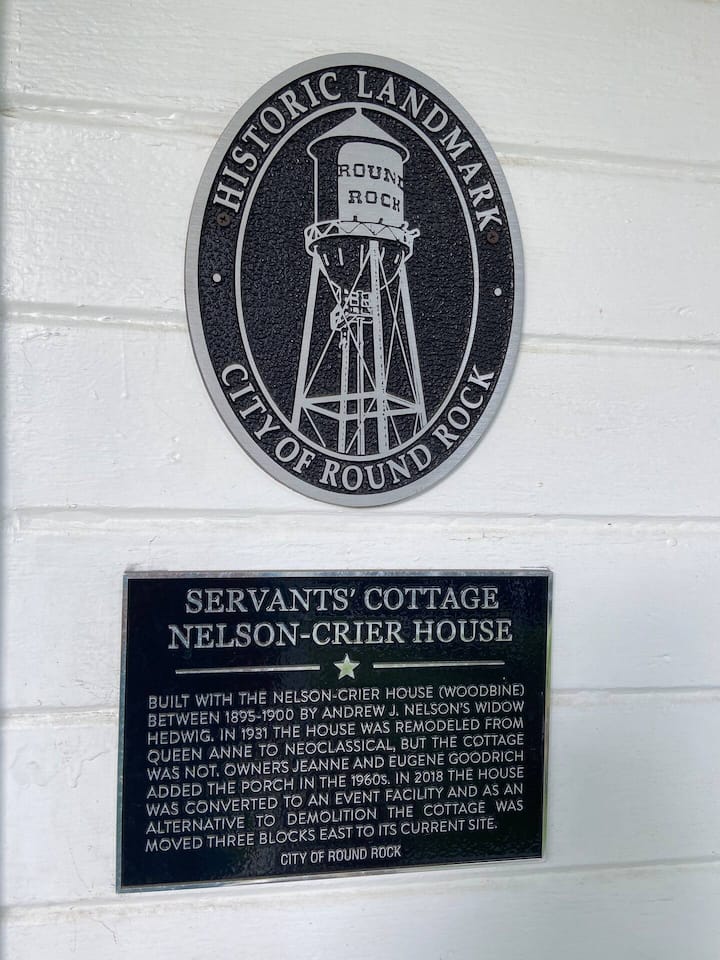 HISTORIC LANDMARK
ROUND
ROCK
CITY OF ROUND ROCK
SERVANTS' COTTAGE
NELSON-CRIER HOUSE
BUILT WITH THE NELSON-CRIER HOUSE (WOODBINE)
BETWEEN 1895-1900 BY ANDREW J. NELSON'S WIDOW
HEDWIG. IN 1931 THE HOUSE WAS REMODELED FROM
QUEEN ANNE TO NEOCLASSICAL, BUT THE COTTAGE
WAS NOT. OWNERS JEANNE AND EUGENE GOODRICH
ADDED THE PORCH IN THE 1960s. IN 2018 THE HOUSE
WAS CONVERTED TO AN EVENT FACILITY AND AS AN
ALTERNATIVE TO DEMOLITION THE COTTAGE WAS
MOVED THREE BLOCKS EAST TO ITS CURRENT SITE.
CITY OF ROUND ROCK